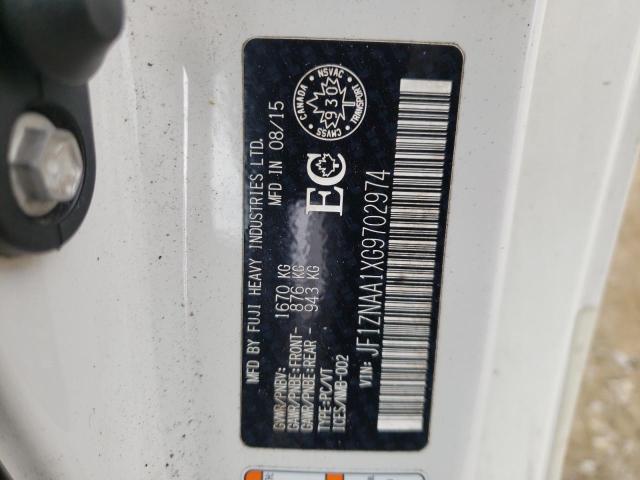 MFD BY FUJI HEAVY INDUSTRIES LTD.
MFD IN 08/15
GVWR/PNBV: 1670 KG
GAWR/PNBE:FRONT- 876 KG
GAWR/PNBE:REAR - 943 KG
TYPE:PC/VT
ICES/NMB-002
EC
CANADA NSVAC
930
CMVSS TRANSPORT
VIN: JF1ZNAA1XG9702974